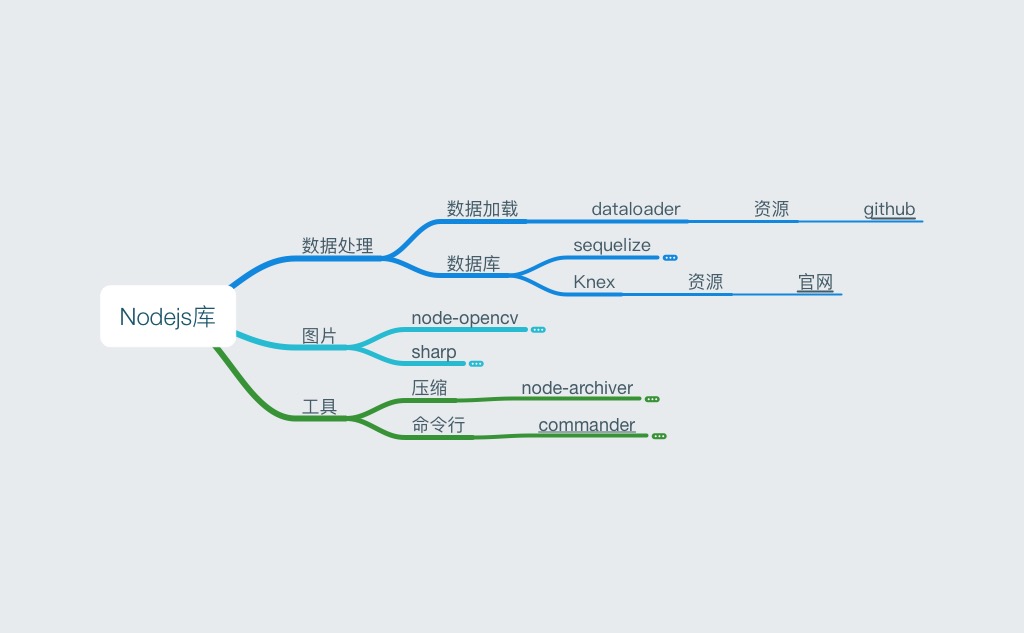 Nodejs库
数据处理
数据加载
dataloader
资源
github
数据库
sequelize
Knex
资源
官网
图片
node-opencv
sharp
工具
压缩
node-archiver
命令行
commander